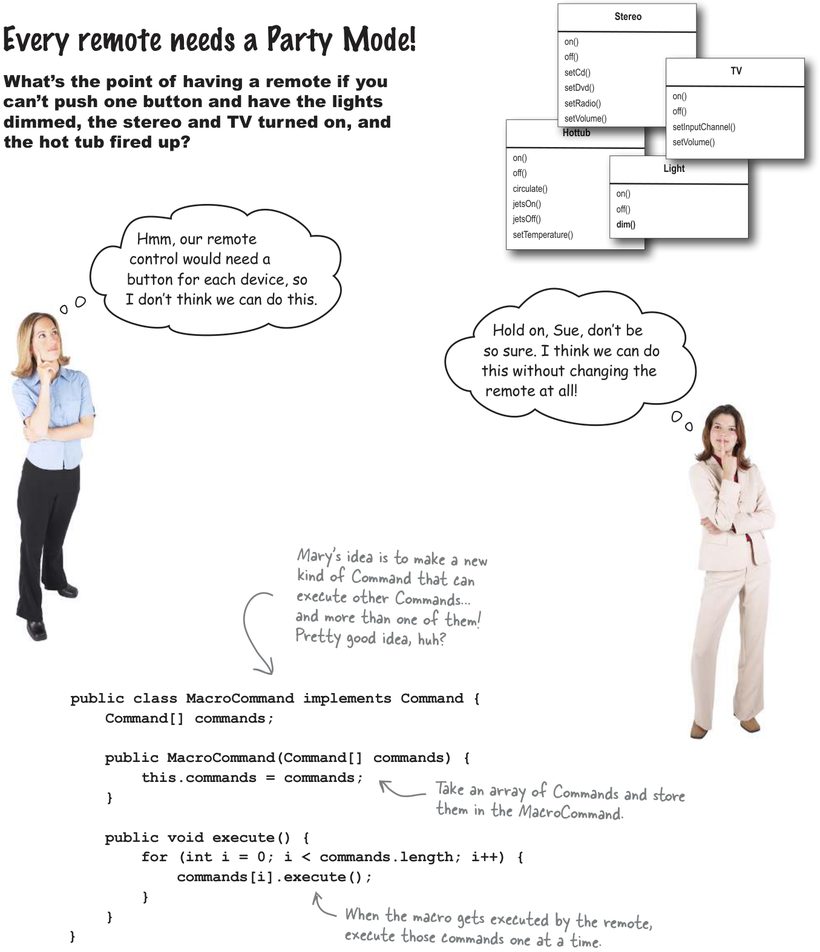 Every remote needs a Party Mode!
What's the point of having a remote if you
can't push one button and have the lights
dimmed, the stereo and TV turned on, and
the hot tub fired up?
Stereo
on()
off()
setCd()
setDvd()
setRadio()
setVolume()
TV
on()
off()
setInputChannel()
setVolume()
Hottub
on()
off()
circulate()
jetsOn()
jetsOff()
setTemperature()
Light
on()
off()
dim()
Hmm, our remote
control would need a
button for each device, so
I don't think we can do this.
Hold on, Sue, don't be
so sure. I think we can do
this without changing the
remote at all!
Mary's idea is to make a new
kind of Command that can
execute other Commands...
and more than one of them!
Pretty good idea, huh?
public class MacroCommand implements Command {
Command[] commands;
public MacroCommand(Command[] commands) {
this.commands = commands;
}
Take an array of Commands and store
them in the MacroCommand.
public void execute() {
for (int i = 0; i < commands.length; i++) {
commands[i].execute();
}
}
}
When the macro gets executed by the remote,
execute those commands one at a time.